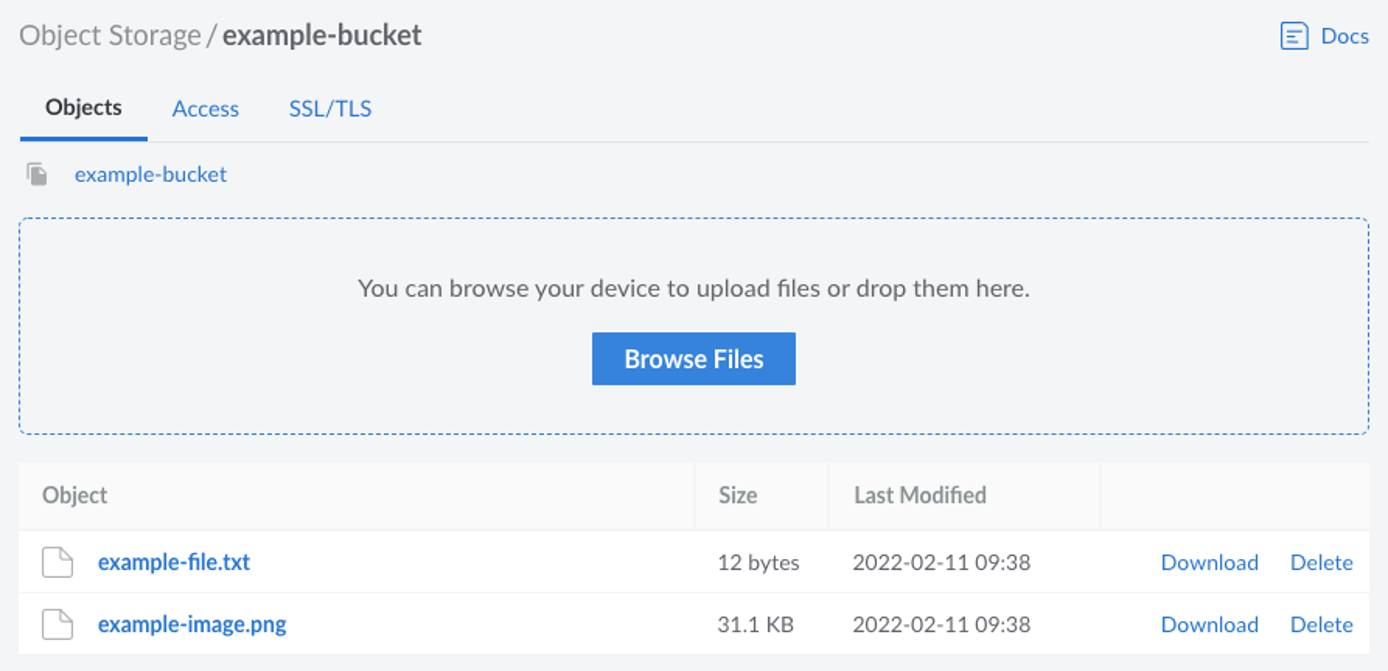 Object Storage / example-bucket
Docs
Objects Access SSL/TLS
example-bucket
You can browse your device to upload files or drop them here.
Browse Files
Object Size Last Modified
example-file.txt 12 bytes 2022-02-11 09:38 Download Delete
example-image.png 31.1 KB 2022-02-11 09:38 Download Delete